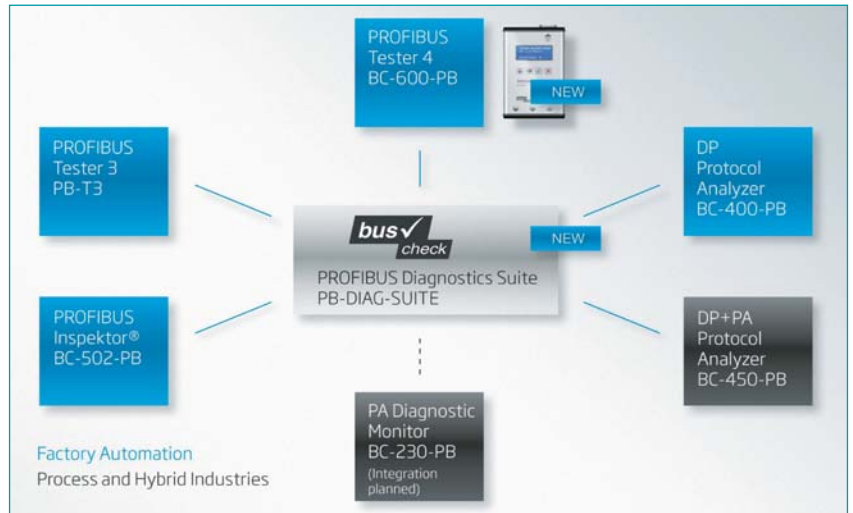 PROFIBUS
Tester 4
BC-600-PB
NEW
PROFIBUS
Tester 3
PB-T3
DP
Protocol
Analyzer
BC-400-PB
bus
check
NEW
PROFIBUS Diagnostics Suite
PB-DIAG-SUITE
PROFIBUS
Inspektor®
BC-502-PB
DP+PA
Protocol
Analyzer
BC-450-PB
PA Diagnostic
Monitor
BC-230-PB
(Integration
planned)
Factory Automation
Process and Hybrid Industries